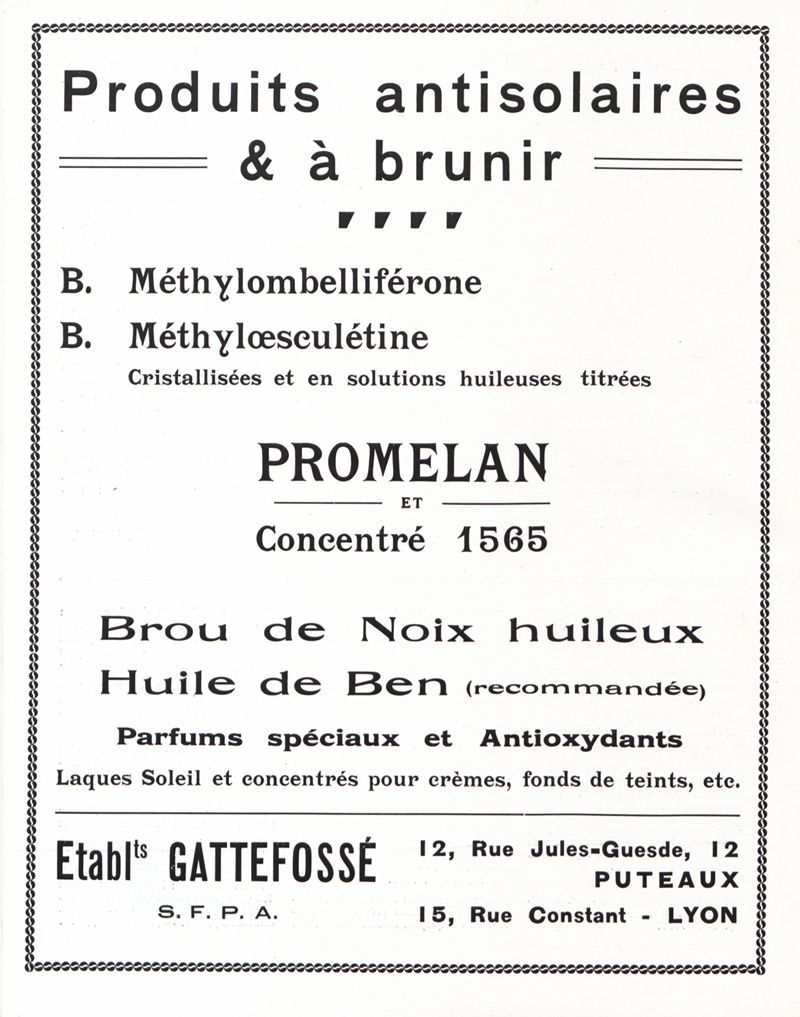 Produits antisolaires
& à brunir
B. Méthylombelliférone
B. Méthylœsculétine
Cristallisées et en solutions huileuses titrées
PROMELAN
ET
Concentré 1565
Brou de Noix huileux
Huile de Ben (recommandée)
Parfums spéciaux et Antioxydants
Laques Soleil et concentrés pour crèmes, fonds de teints, etc.
Etablts GATTEFOSSÉ
S. F. P. A.
12, Rue Jules-Guesde, 12
PUTEAUX
15, Rue Constant - LYON